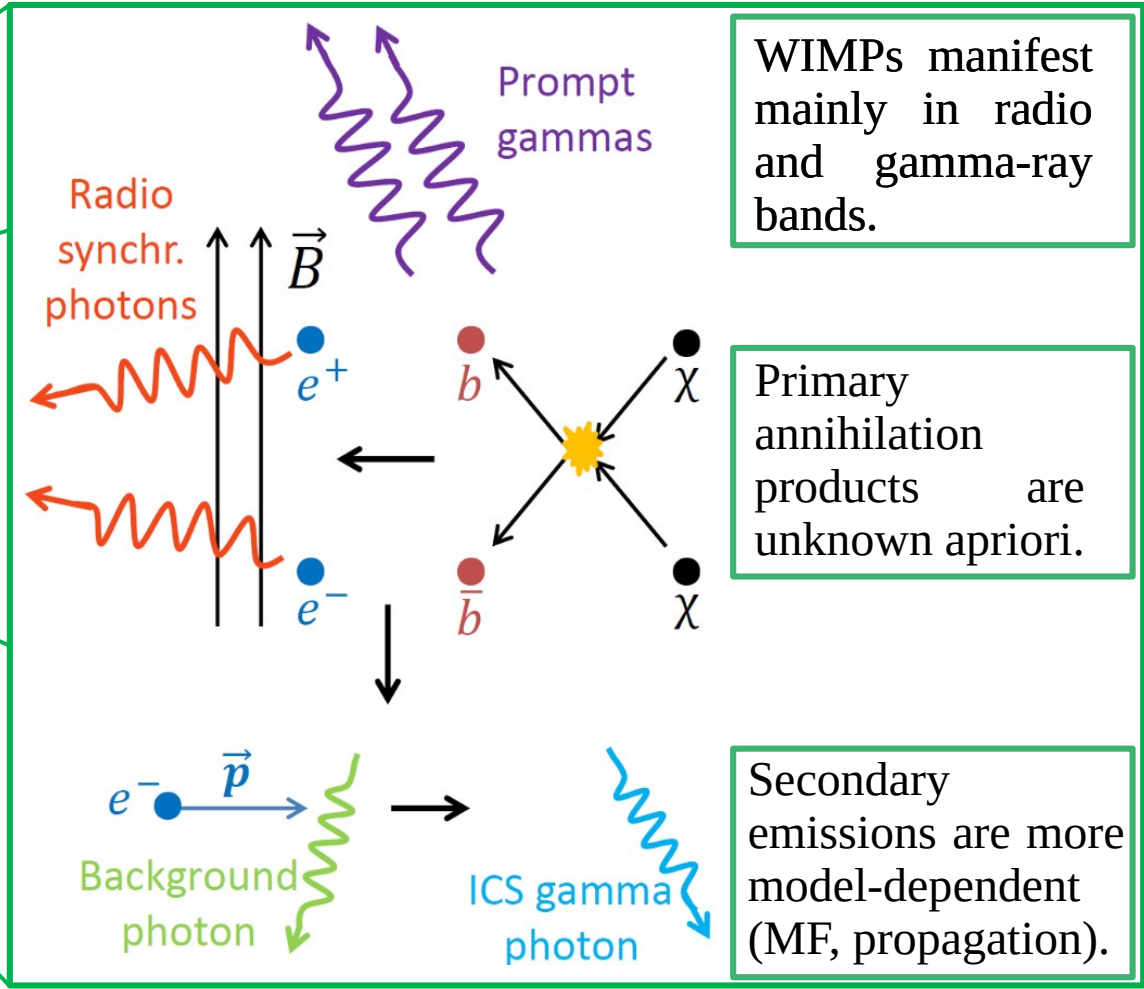 Prompt
gammas
WIMPs manifest
mainly in radio
and gamma-ray
bands.
Radio
synchr.
photons
B⃗
e⁺
b
χ
Primary
annihilation
products are
unknown apriori.
e⁻
b̄
χ
e⁻
p⃗
Background
photon
ICS gamma
photon
Secondary
emissions are more
model-dependent
(MF, propagation).